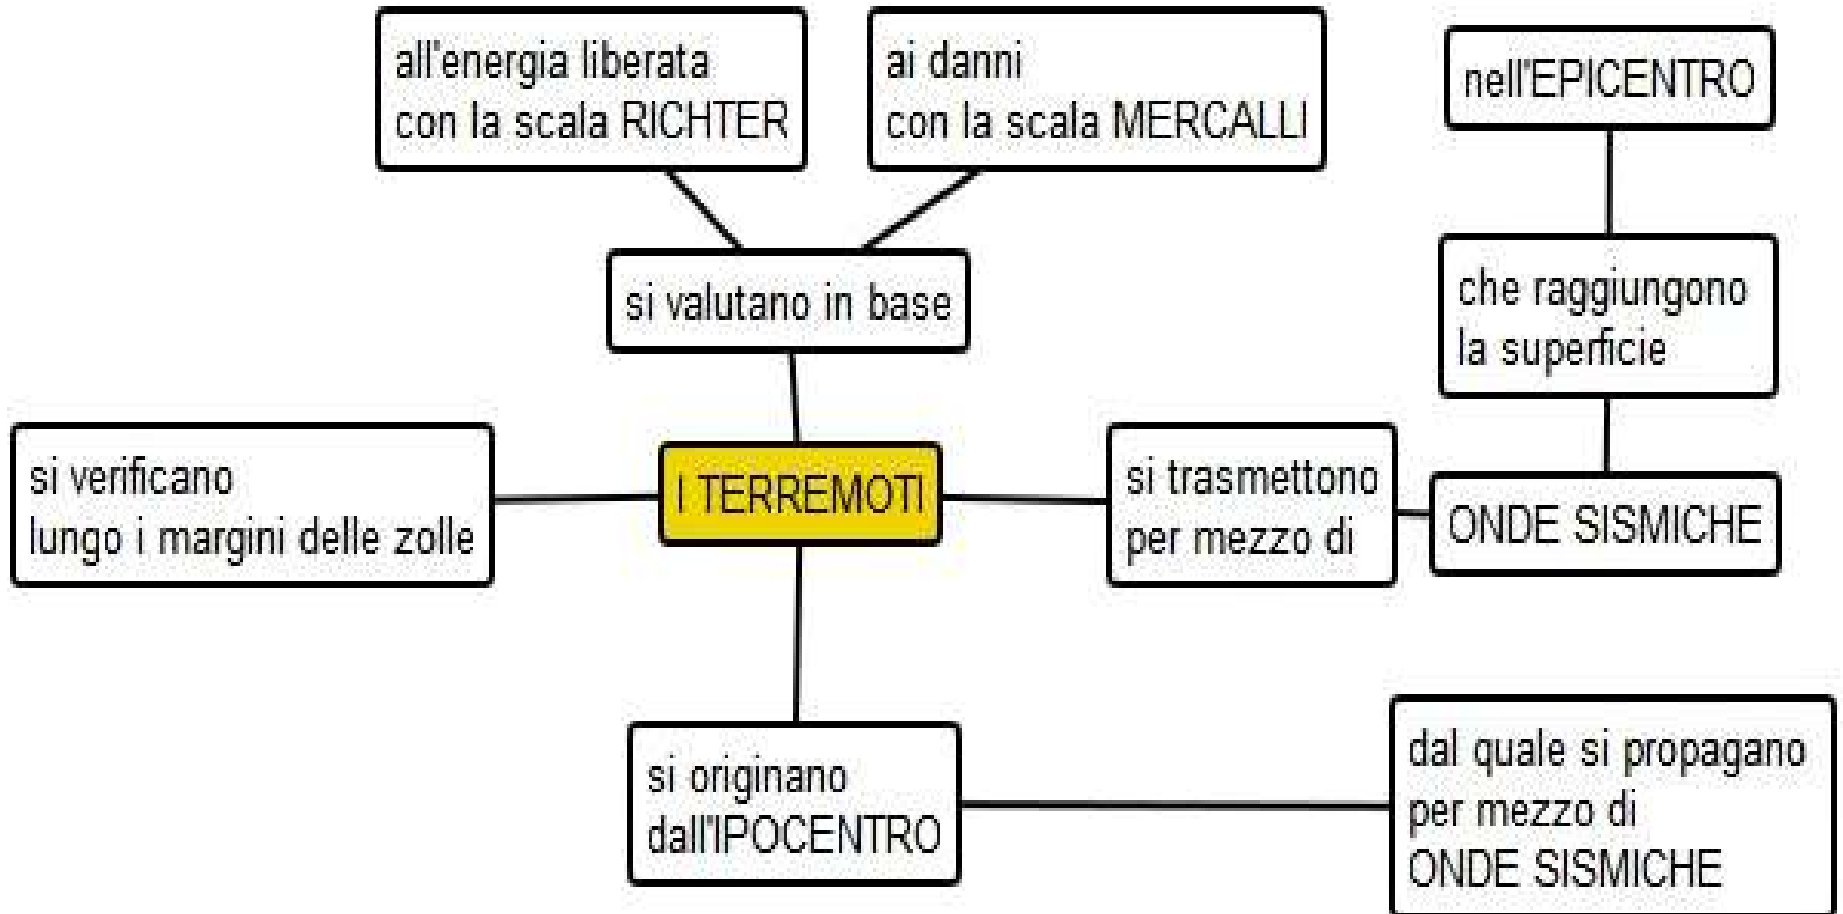 all'energia liberata
con la scala RICHTER
ai danni
con la scala MERCALLI
nell'EPICENTRO
che raggiungono
la superficie
si valutano in base
si verificano
lungo i margini delle zolle
I TERREMOTI
si trasmettono
per mezzo di
ONDE SISMICHE
si originano
dall'IPOCENTRO
dal quale si propagano
per mezzo di
ONDE SISMICHE